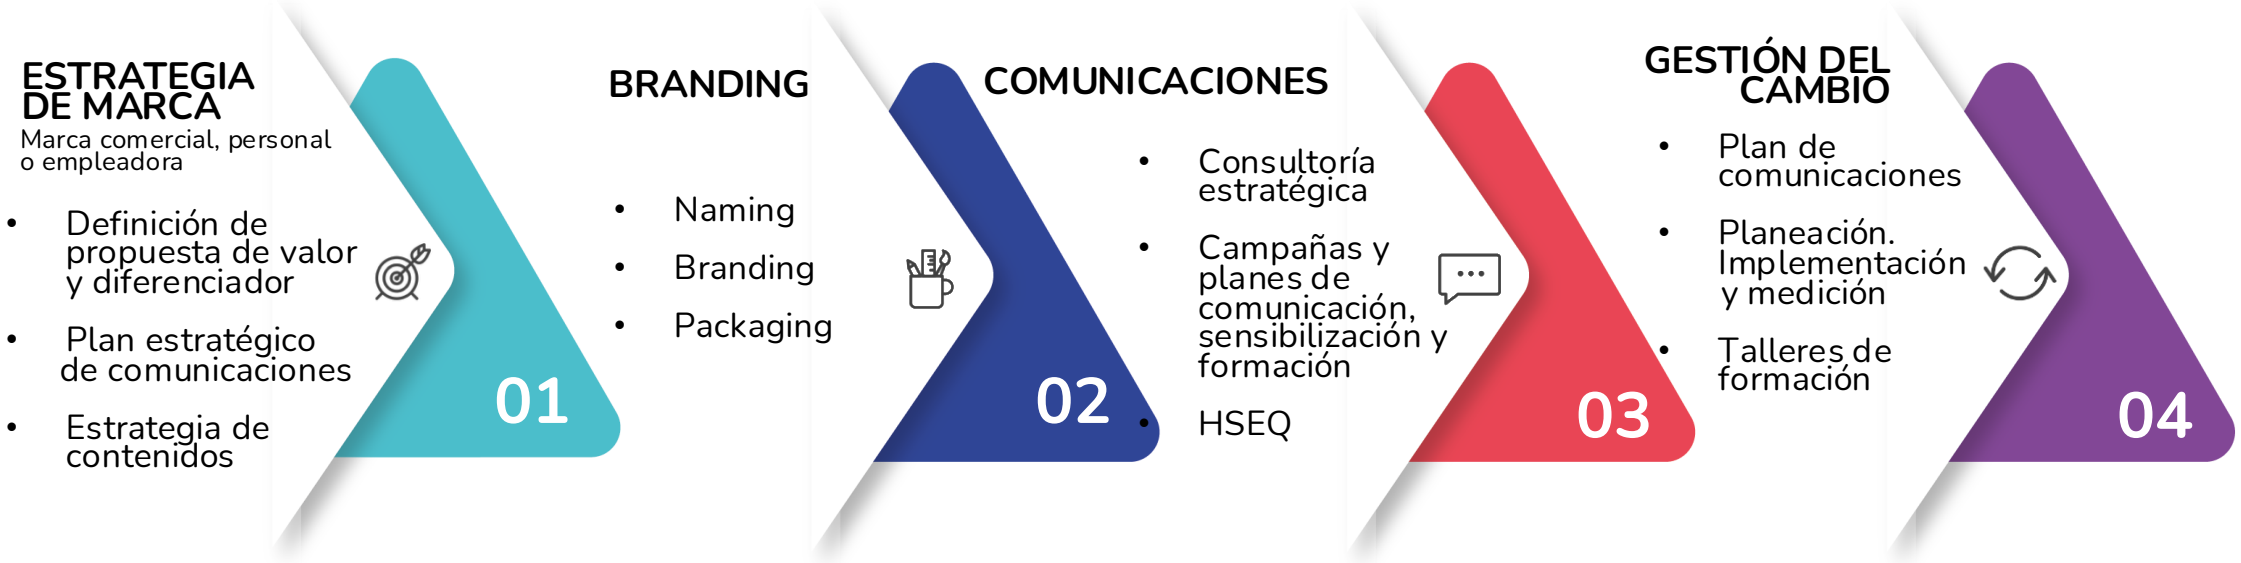 ESTRATEGIA
DE MARCA
Marca comercial, personal
o empleadora
• Definición de
propuesta de valor
y diferenciador
• Plan estratégico
de comunicaciones
• Estrategia de
contenidos
01
BRANDING
• Naming
• Branding
• Packaging
02
COMUNICACIONES
• Consultoría
estratégica
• Campañas y
planes de
comunicación,
sensibilización y
formación
• HSEQ
03
GESTIÓN DEL
CAMBIO
• Plan de
comunicaciones
• Planeación.
Implementación
y medición
• Talleres de
formación
04